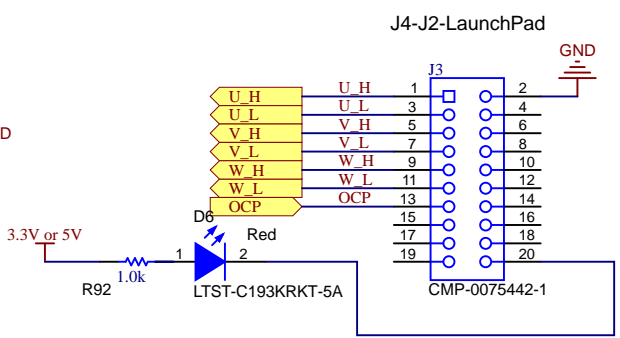 J4-J2-LaunchPad
GND
J3
U_H U_H 1 2
U_L U_L 3 4
D V_H V_H 5 6
V_L V_L 7 8
W_H W_H 9 10
W_L W_L 11 12
OCP OCP 13 14
D6 15 16
3.3V or 5V Red 17 18
1 2 19 20
1.0k
R92 LTST-C193KRKT-5A CMP-0075442-1